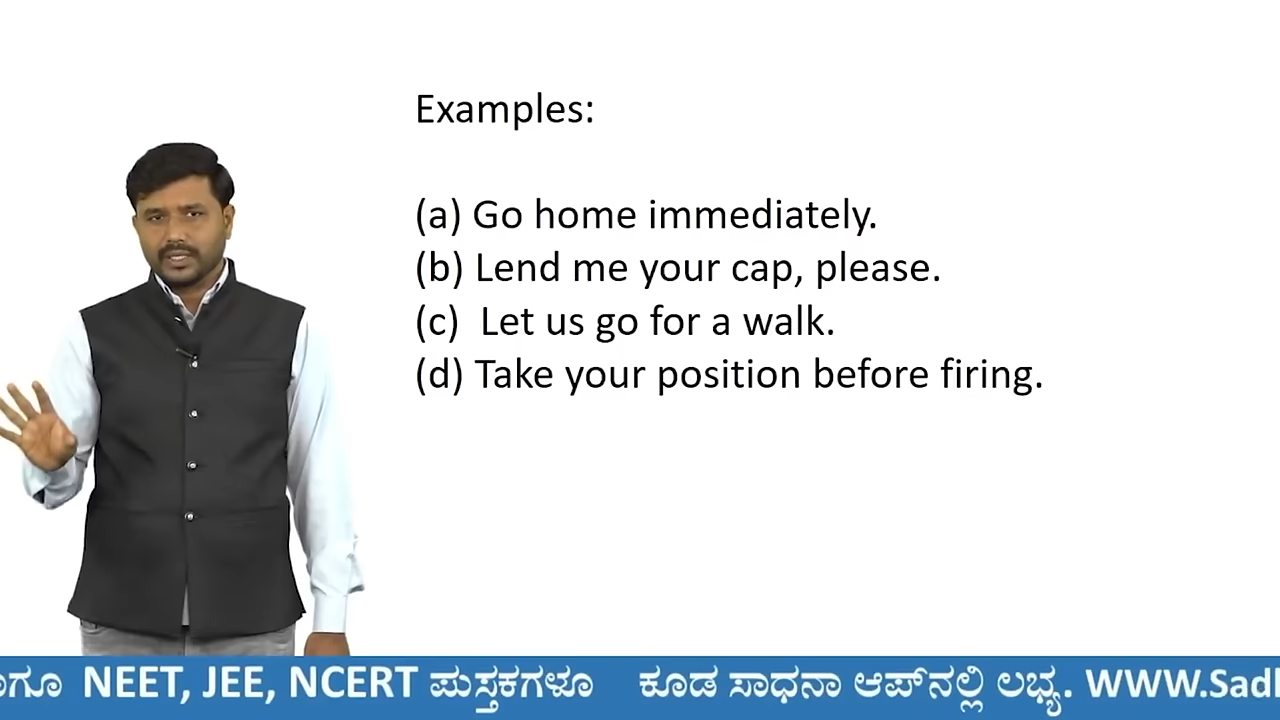 Examples:
(a) Go home immediately.
(b) Lend me your cap, please.
(c) Let us go for a walk.
(d) Take your position before firing.
NEET, JEE, NCERT ಪುಸ್ತಕಗಳೂ ಕೂಡ ಸಾಧನಾ ಆಪ್‌ನಲ್ಲಿ ಲಭ್ಯ.